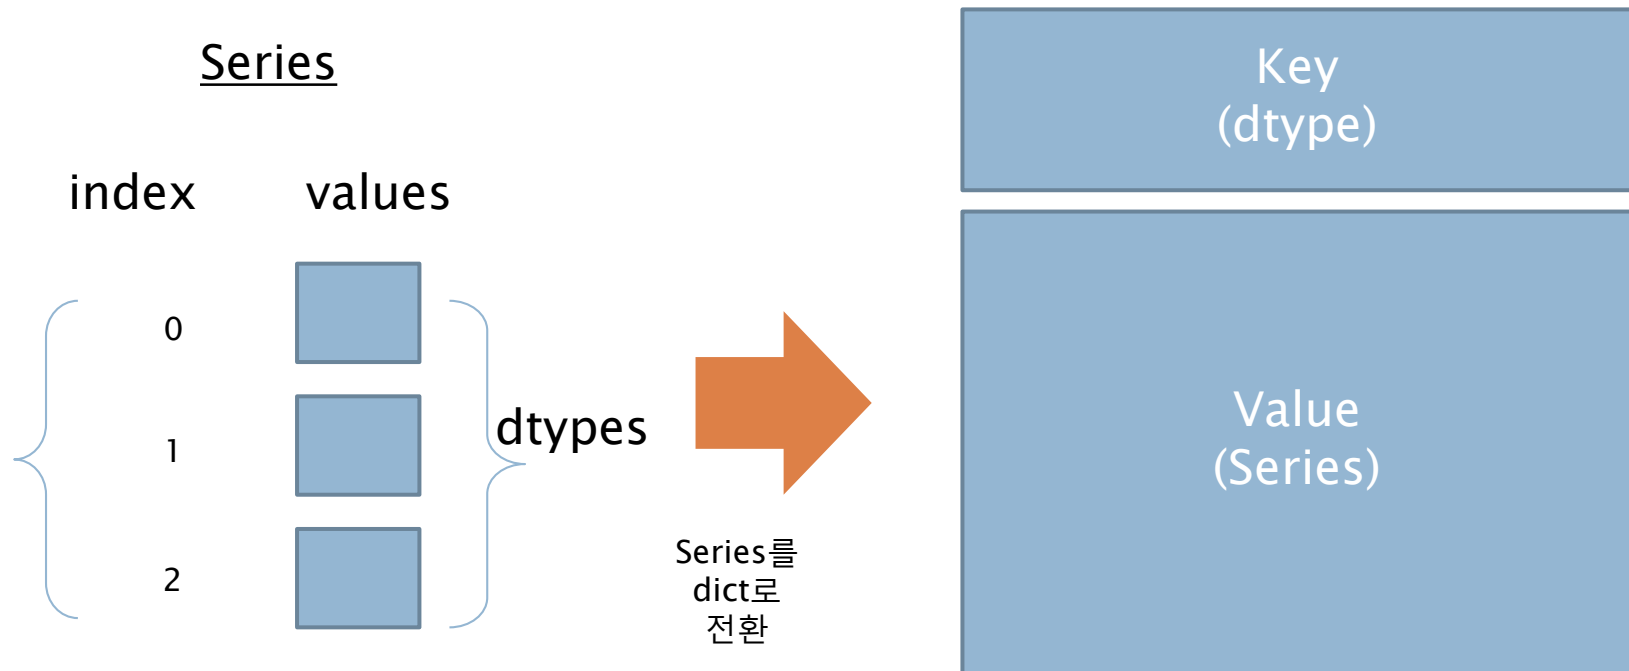 Series
index values
0
1
2
dtypes
Series를
dict로
전환
Key
(dtype)
Value
(Series)